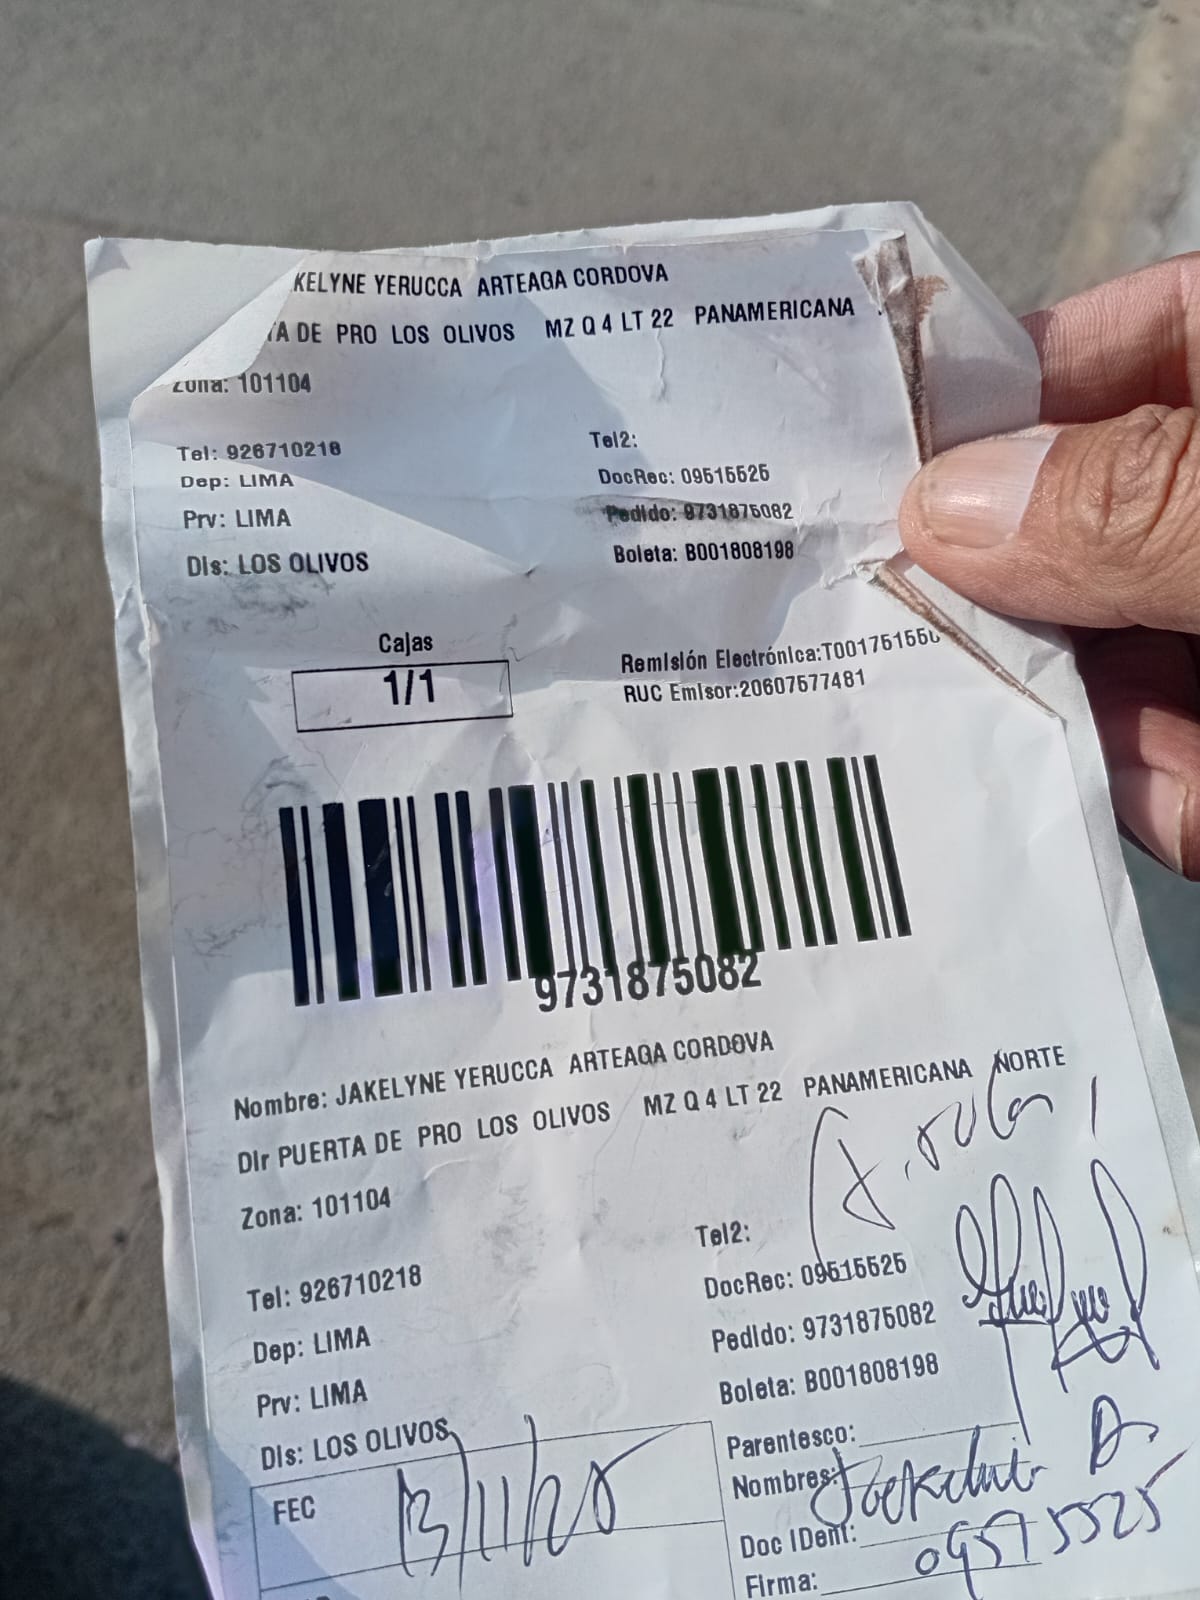 KELYNE YERUCCA ARTEAGA CORDOVA
TA DE PRO LOS OLIVOS MZ Q 4 LT 22 PANAMERICANA
Zona: 101104
Tel: 926710218
Tel2:
Dep: LIMA
DocRec: 09515525
Prv: LIMA
Pedido: 9731875082
Dis: LOS OLIVOS
Boleta: B001808198
Cajas
1/1
Remisión Electrónica:T00175155
RUC Emisor:20607577481
9731875082
Nombre: JAKELYNE YERUCCA ARTEAGA CORDOVA
Dir PUERTA DE PRO LOS OLIVOS MZ Q 4 LT 22 PANAMERICANA NORTE
Zona: 101104
Tel2:
Tel: 926710218
DocRec: 09515525
Dep: LIMA
Pedido: 9731875082
Prv: LIMA
Boleta: B001808198
Dis: LOS OLIVOS
Parentesco:
FEC 13/11/25
Nombres:
Doc IDent: 09515525
Firma: